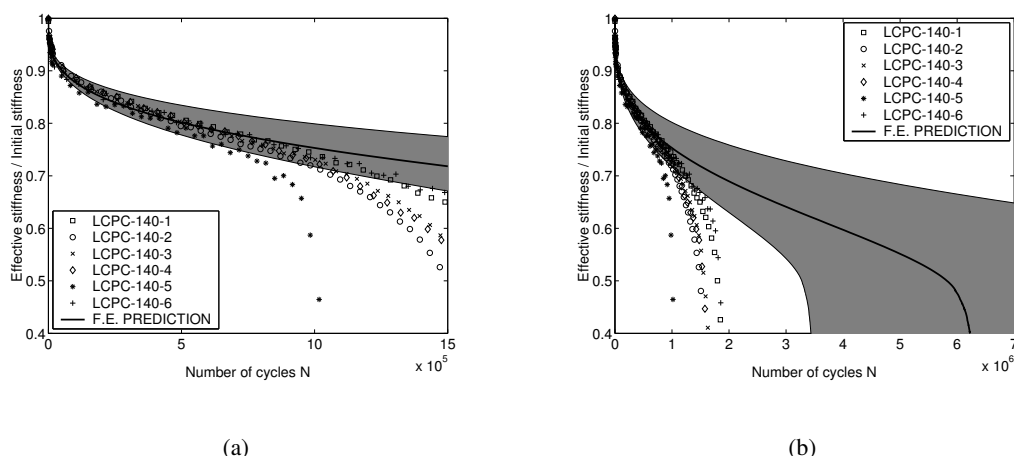 1
0.9
0.8
0.7
0.6
0.5
0.4
Effective stiffness / Initial stiffness
LCPC-140-1
LCPC-140-2
LCPC-140-3
LCPC-140-4
LCPC-140-5
LCPC-140-6
F.E. PREDICTION
0 5 10 15
x 10^5
Number of cycles N
(a)
1
0.9
0.8
0.7
0.6
0.5
0.4
Effective stiffness / Initial stiffness
LCPC-140-1
LCPC-140-2
LCPC-140-3
LCPC-140-4
LCPC-140-5
LCPC-140-6
F.E. PREDICTION
0 1 2 3 4 5 6 7
x 10^6
Number of cycles N
(b)